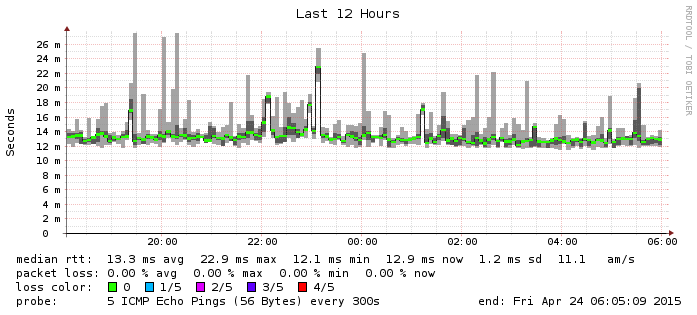 Last 12 Hours
RRDTOOL / TOBI OETIKER
Seconds
26 m
24 m
22 m
20 m
18 m
16 m
14 m
12 m
10 m
8 m
6 m
4 m
2 m
0
20:00 22:00 00:00 02:00 04:00 06:00
median rtt: 13.3 ms avg 22.9 ms max 12.1 ms min 12.9 ms now 1.2 ms sd 11.1 am/s
packet loss: 0.00 % avg 0.00 % max 0.00 % min 0.00 % now
loss color: 0 1/5 2/5 3/5 4/5
probe: 5 ICMP Echo Pings (56 Bytes) every 300s end: Fri Apr 24 06:05:09 2015